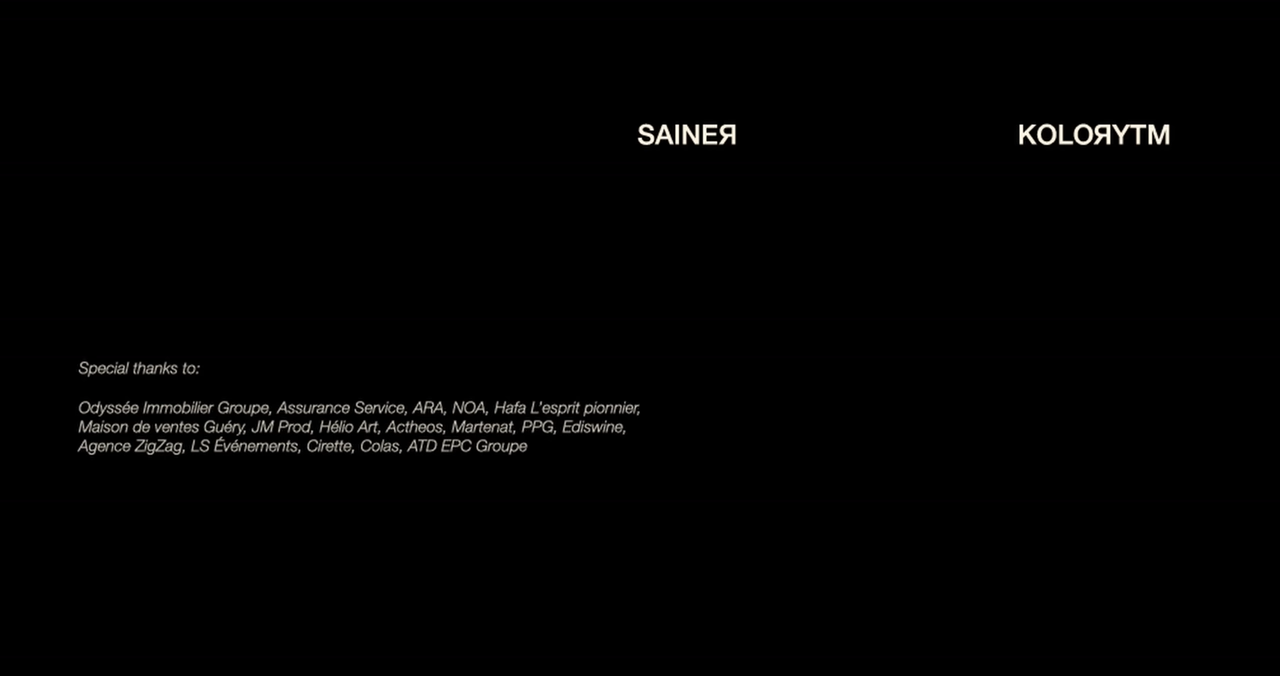 SAINEЯ
KOLOЯYTM
Special thanks to:
Odyssée Immobilier Groupe, Assurance Service, ARA, NOA, Hafa L'esprit pionnier,
Maison de ventes Guéry, JM Prod, Hélio Art, Actheos, Martenat, PPG, Ediswine,
Agence ZigZag, LS Événements, Cirette, Colas, ATD EPC Groupe